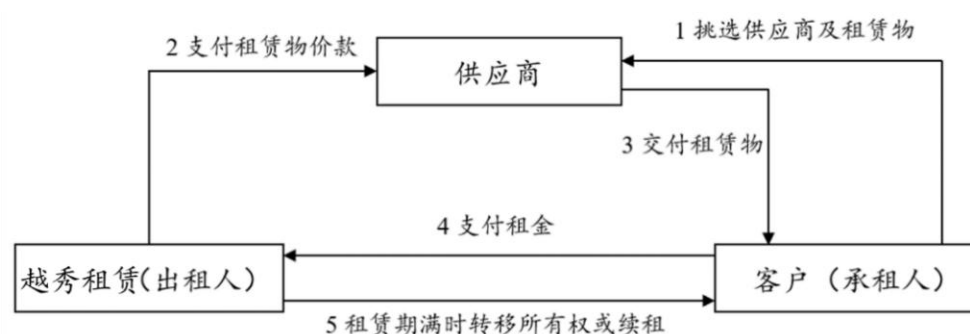 1 挑选供应商及租赁物
2 支付租赁物价款
供应商
3 交付租赁物
4 支付租金
越秀租赁(出租人)
客户（承租人）
5 租赁期满时转移所有权或续租